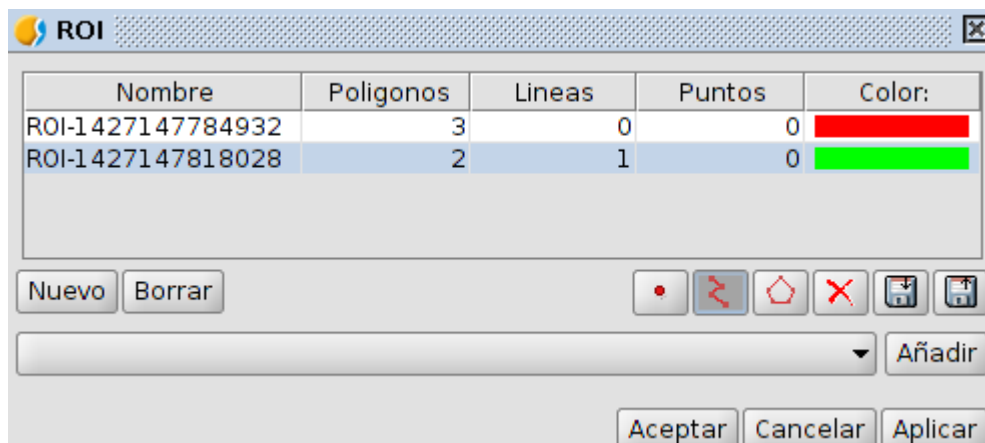 ROI
Nombre Poligonos Lineas Puntos Color:
ROI-1427147784932 3 0 0
ROI-1427147818028 2 1 0
Nuevo Borrar
Añadir
Aceptar Cancelar Aplicar